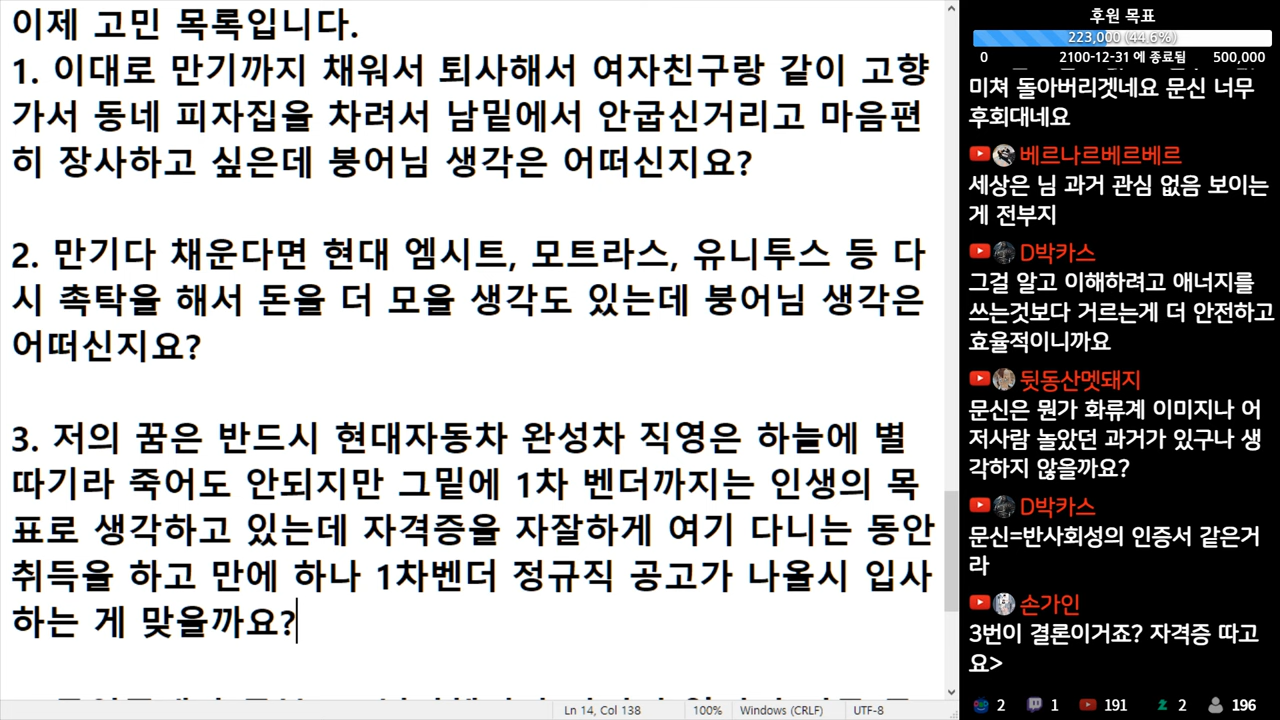 이제 고민 목록입니다.
1. 이대로 만기까지 채워서 퇴사해서 여자친구랑 같이 고향
가서 동네 피자집을 차려서 남밑에서 안굽신거리고 마음편
히 장사하고 싶은데 붕어님 생각은 어떠신지요?
2. 만기다 채운다면 현대 엠시트, 모트라스, 유니투스 등 다
시 촉탁을 해서 돈을 더 모을 생각도 있는데 붕어님 생각은
어떠신지요?
3. 저의 꿈은 반드시 현대자동차 완성차 직영은 하늘에 별
따기라 죽어도 안되지만 그밑에 1차 벤더까지는 인생의 목
표로 생각하고 있는데 자격증을 자잘하게 여기 다니는 동안
취득을 하고 만에 하나 1차벤더 정규직 공고가 나올시 입사
하는 게 맞을까요?
Ln 14, Col 138
100%
Windows (CRLF)
UTF-8
후원 목표
223,000 (44.6%)
0
2100-12-31 에 종료됨
500,000
미쳐 돌아버리겟네요 문신 너무
후회대네요
베르나르베르베르
세상은 님 과거 관심 없음 보이는
게 전부지
D박카스
그걸 알고 이해하려고 애너지를
쓰는것보다 거르는게 더 안전하고
효율적이니까요
뒷동산멧돼지
문신은 뭔가 화류계 이미지나 어
저사람 놀았던 과거가 있구나 생
각하지 않을까요?
D박카스
문신=반사회성의 인증서 같은거
라
손가인
3번이 결론이거죠? 자격증 따고
요>
2
1
191
2
196